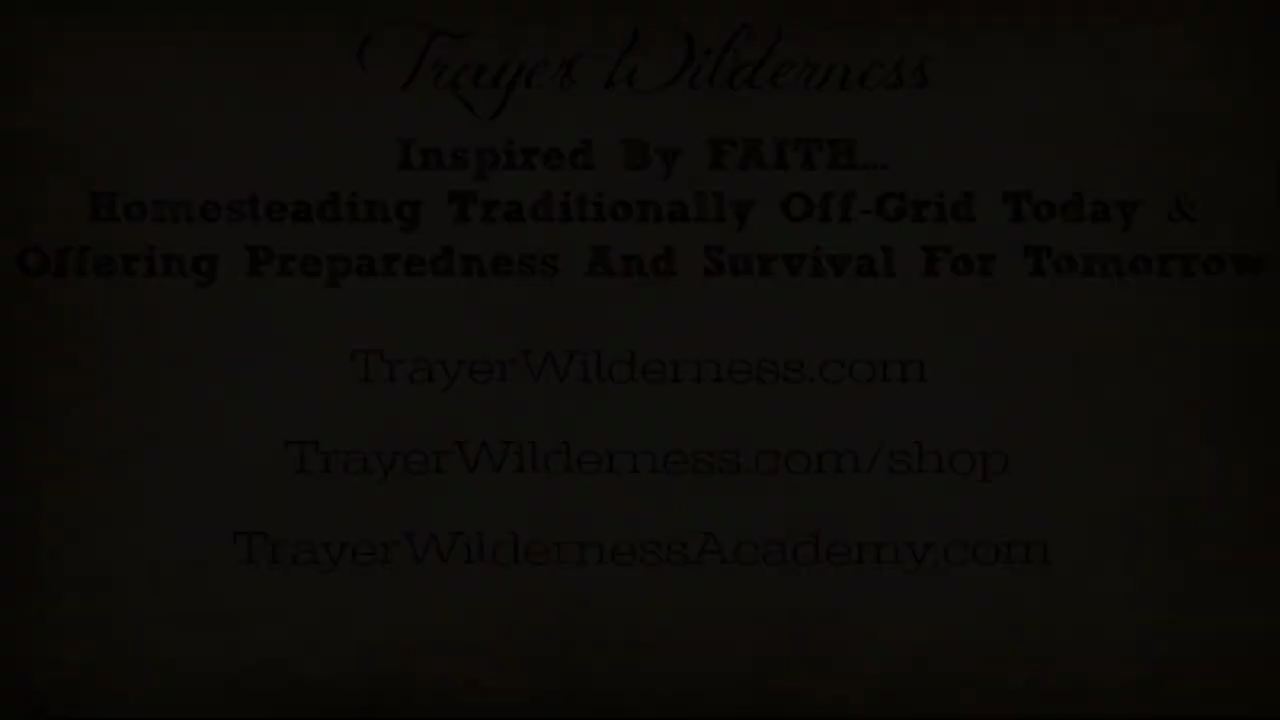 Trayer Wilderness
Inspired By FAITH...
Homesteading Traditionally Off-Grid Today &
Offering Preparedness And Survival For Tomorrow
TrayerWilderness.com
TrayerWilderness.com/shop
TrayerWildernessAcademy.com